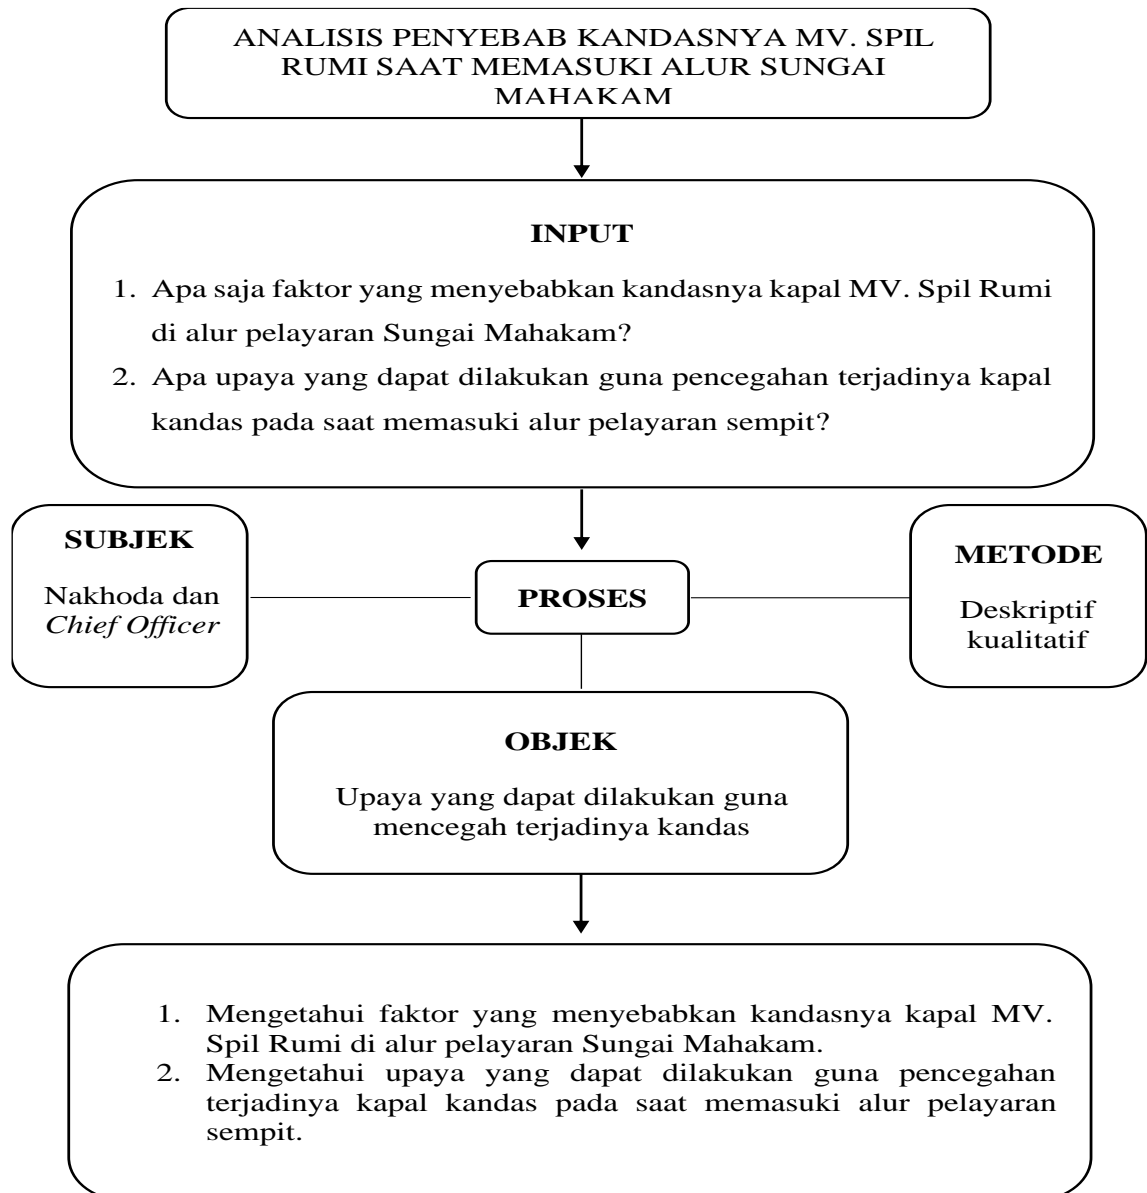 ANALISIS PENYEBAB KANDASNYA MV. SPIL
RUMI SAAT MEMASUKI ALUR SUNGAI
MAHAKAM
INPUT
1. Apa saja faktor yang menyebabkan kandasnya kapal MV. Spil Rumi
di alur pelayaran Sungai Mahakam?
2. Apa upaya yang dapat dilakukan guna pencegahan terjadinya kapal
kandas pada saat memasuki alur pelayaran sempit?
SUBJEK
Nakhoda dan
Chief Officer
PROSES
METODE
Deskriptif
kualitatif
OBJEK
Upaya yang dapat dilakukan guna
mencegah terjadinya kandas
1. Mengetahui faktor yang menyebabkan kandasnya kapal MV.
Spil Rumi di alur pelayaran Sungai Mahakam.
2. Mengetahui upaya yang dapat dilakukan guna pencegahan
terjadinya kapal kandas pada saat memasuki alur pelayaran
sempit.